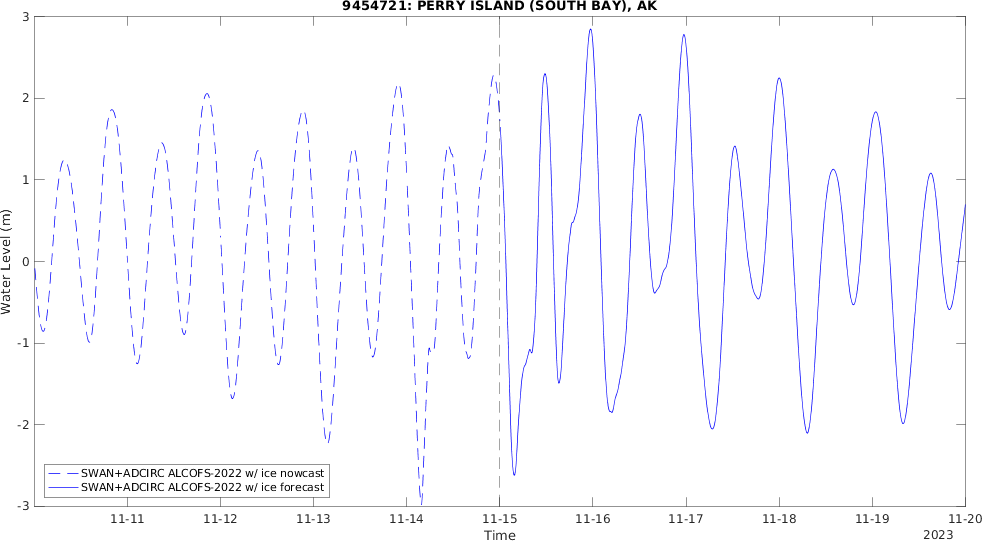 9454721: PERRY ISLAND (SOUTH BAY), AK
3
2
1
0
-1
-2
-3
Water Level (m)
SWAN+ADCIRC ALCOFS-2022 w/ ice nowcast
SWAN+ADCIRC ALCOFS-2022 w/ ice forecast
11-11 11-12 11-13 11-14 11-15 11-16 11-17 11-18 11-19 11-20
Time
2023